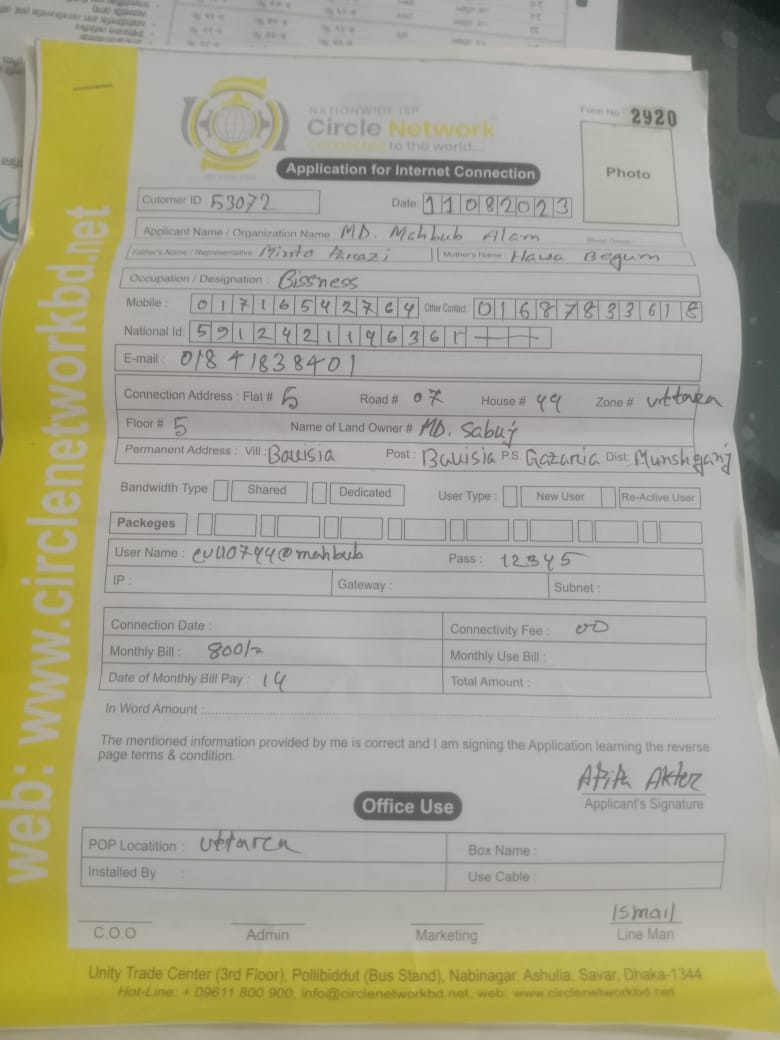 NATIONWIDE ISP
Circle Network
Connected to the world....
Form No 2920
Application for Internet Connection
Photo
Cutomer ID : 53072
Date: 11082023
Applicant Name / Organization Name : MD. Mahbub Alam
Father's Name / Representative Minto
Mother's Name Hawa Begum
Occupation / Designation : Bissness
Mobile : 01716542764 Other Contact : 01687833618
National Id:
E-mail : 01841838401
Connection Address : Flat # 5 Road # 07 House # 44 Zone # uttara
Floor # 5 Name of Land Owner # MD. Sabuj
Permanent Address : Vill : Bausia Post : Bausia P.S. Gazaria Dist: Munshganj
Bandwidth Type Shared Dedicated User Type : New User Re-Active User
Packeges
User Name : @mahbub Pass : 12345
IP : Gateway : Subnet :
Connection Date : Connectivity Fee : 00
Monthly Bill : 800/- Monthly Use Bill :
Date of Monthly Bill Pay : 14 Total Amount :
In Word Amount :
The mentioned information provided by me is correct and I am signing the Application learning the reverse
page terms & condition.
Akter
Applicant's Signature
Office Use
POP Locatition : Box Name :
Installed By : Use Cable :
Ismail
C.O.O Admin Marketing Line Man
Unity Trade Center (3rd Floor), Pollibiddut (Bus Stand), Nabinagar, Ashulia, Savar, Dhaka-1344
Hot-Line: + 09611 800 900, info@circlenetworkbd.net, web: www.circlenetworkbd.net
web: www.circlenetworkbd.net